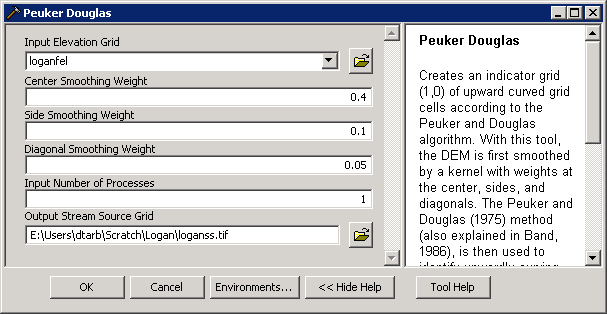 Peuker Douglas
Input Elevation Grid
loganfel
Center Smoothing Weight
0.4
Side Smoothing Weight
0.1
Diagonal Smoothing Weight
0.05
Input Number of Processes
1
Output Stream Source Grid
E:\Users\dtarb\Scratch\Logan\loganss.tif
Peuker Douglas
Creates an indicator grid
(1,0) of upward curved grid
cells according to the
Peuker and Douglas
algorithm. With this tool,
the DEM is first smoothed
by a kernel with weights at
the center, sides, and
diagonals. The Peuker and
Douglas (1975) method
(also explained in Band,
1986), is then used to
identify upwardly curving
OK
Cancel
Environments...
<< Hide Help
Tool Help